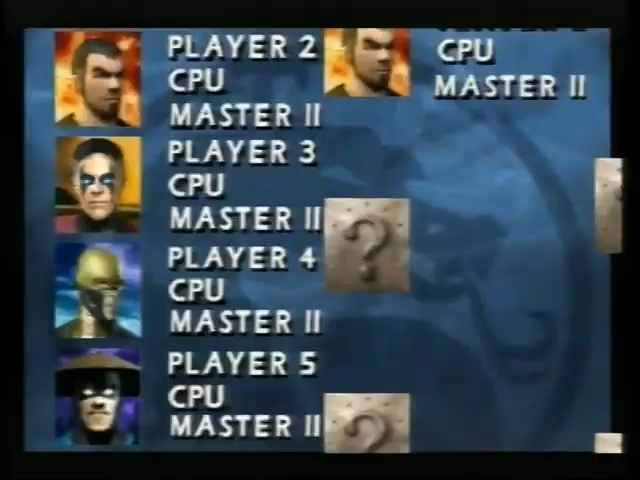 PLAYER 2
CPU
MASTER II
PLAYER 3
CPU
MASTER II
PLAYER 4
CPU
MASTER II
PLAYER 5
CPU
MASTER II
CPU
MASTER II
?
?